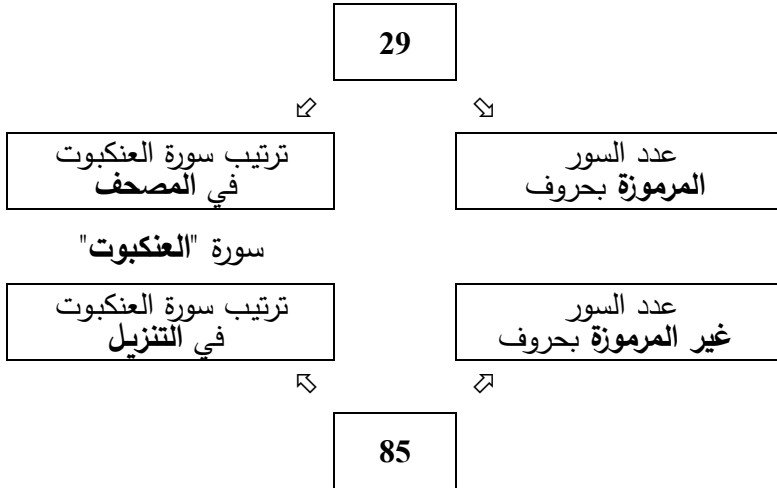 29
عدد السور
المرموزة بحروف
ترتيب سورة العنكبوت
في المصحف
سورة "العنكبوت"
عدد السور
غير المرموزة بحروف
ترتيب سورة العنكبوت
في التنزيل
85